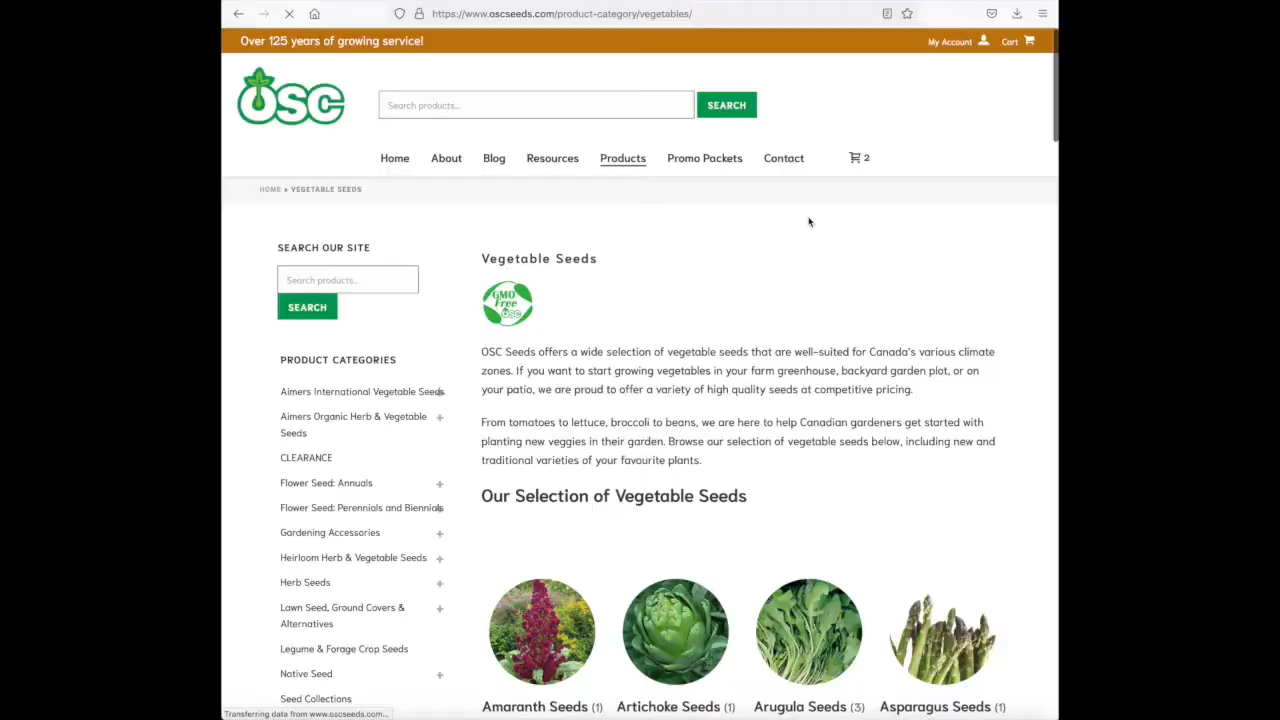 https://www.oscseeds.com/product-category/vegetables/
Over 125 years of growing service!
My Account
Cart
OSC
Search products...
SEARCH
Home
About
Blog
Resources
Products
Promo Packets
Contact
2
HOME » VEGETABLE SEEDS
SEARCH OUR SITE
Search products...
SEARCH
PRODUCT CATEGORIES
Aimers International Vegetable Seeds
Aimers Organic Herb & Vegetable
Seeds
CLEARANCE
Flower Seed: Annuals
Flower Seed: Perennials and Biennials
Gardening Accessories
Heirloom Herb & Vegetable Seeds
Herb Seeds
Lawn Seed, Ground Covers &
Alternatives
Legume & Forage Crop Seeds
Native Seed
Seed Collections
Vegetable Seeds
GMO
Free
OSC
OSC Seeds offers a wide selection of vegetable seeds that are well-suited for Canada's various climate
zones. If you want to start growing vegetables in your farm greenhouse, backyard garden plot, or on
your patio, we are proud to offer a variety of high quality seeds at competitive pricing.
From tomatoes to lettuce, broccoli to beans, we are here to help Canadian gardeners get started with
planting new veggies in their garden. Browse our selection of vegetable seeds below, including new and
traditional varieties of your favourite plants.
Our Selection of Vegetable Seeds
Amaranth Seeds (1)
Artichoke Seeds (1)
Arugula Seeds (3)
Asparagus Seeds (1)
Transferring data from www.oscseeds.com...